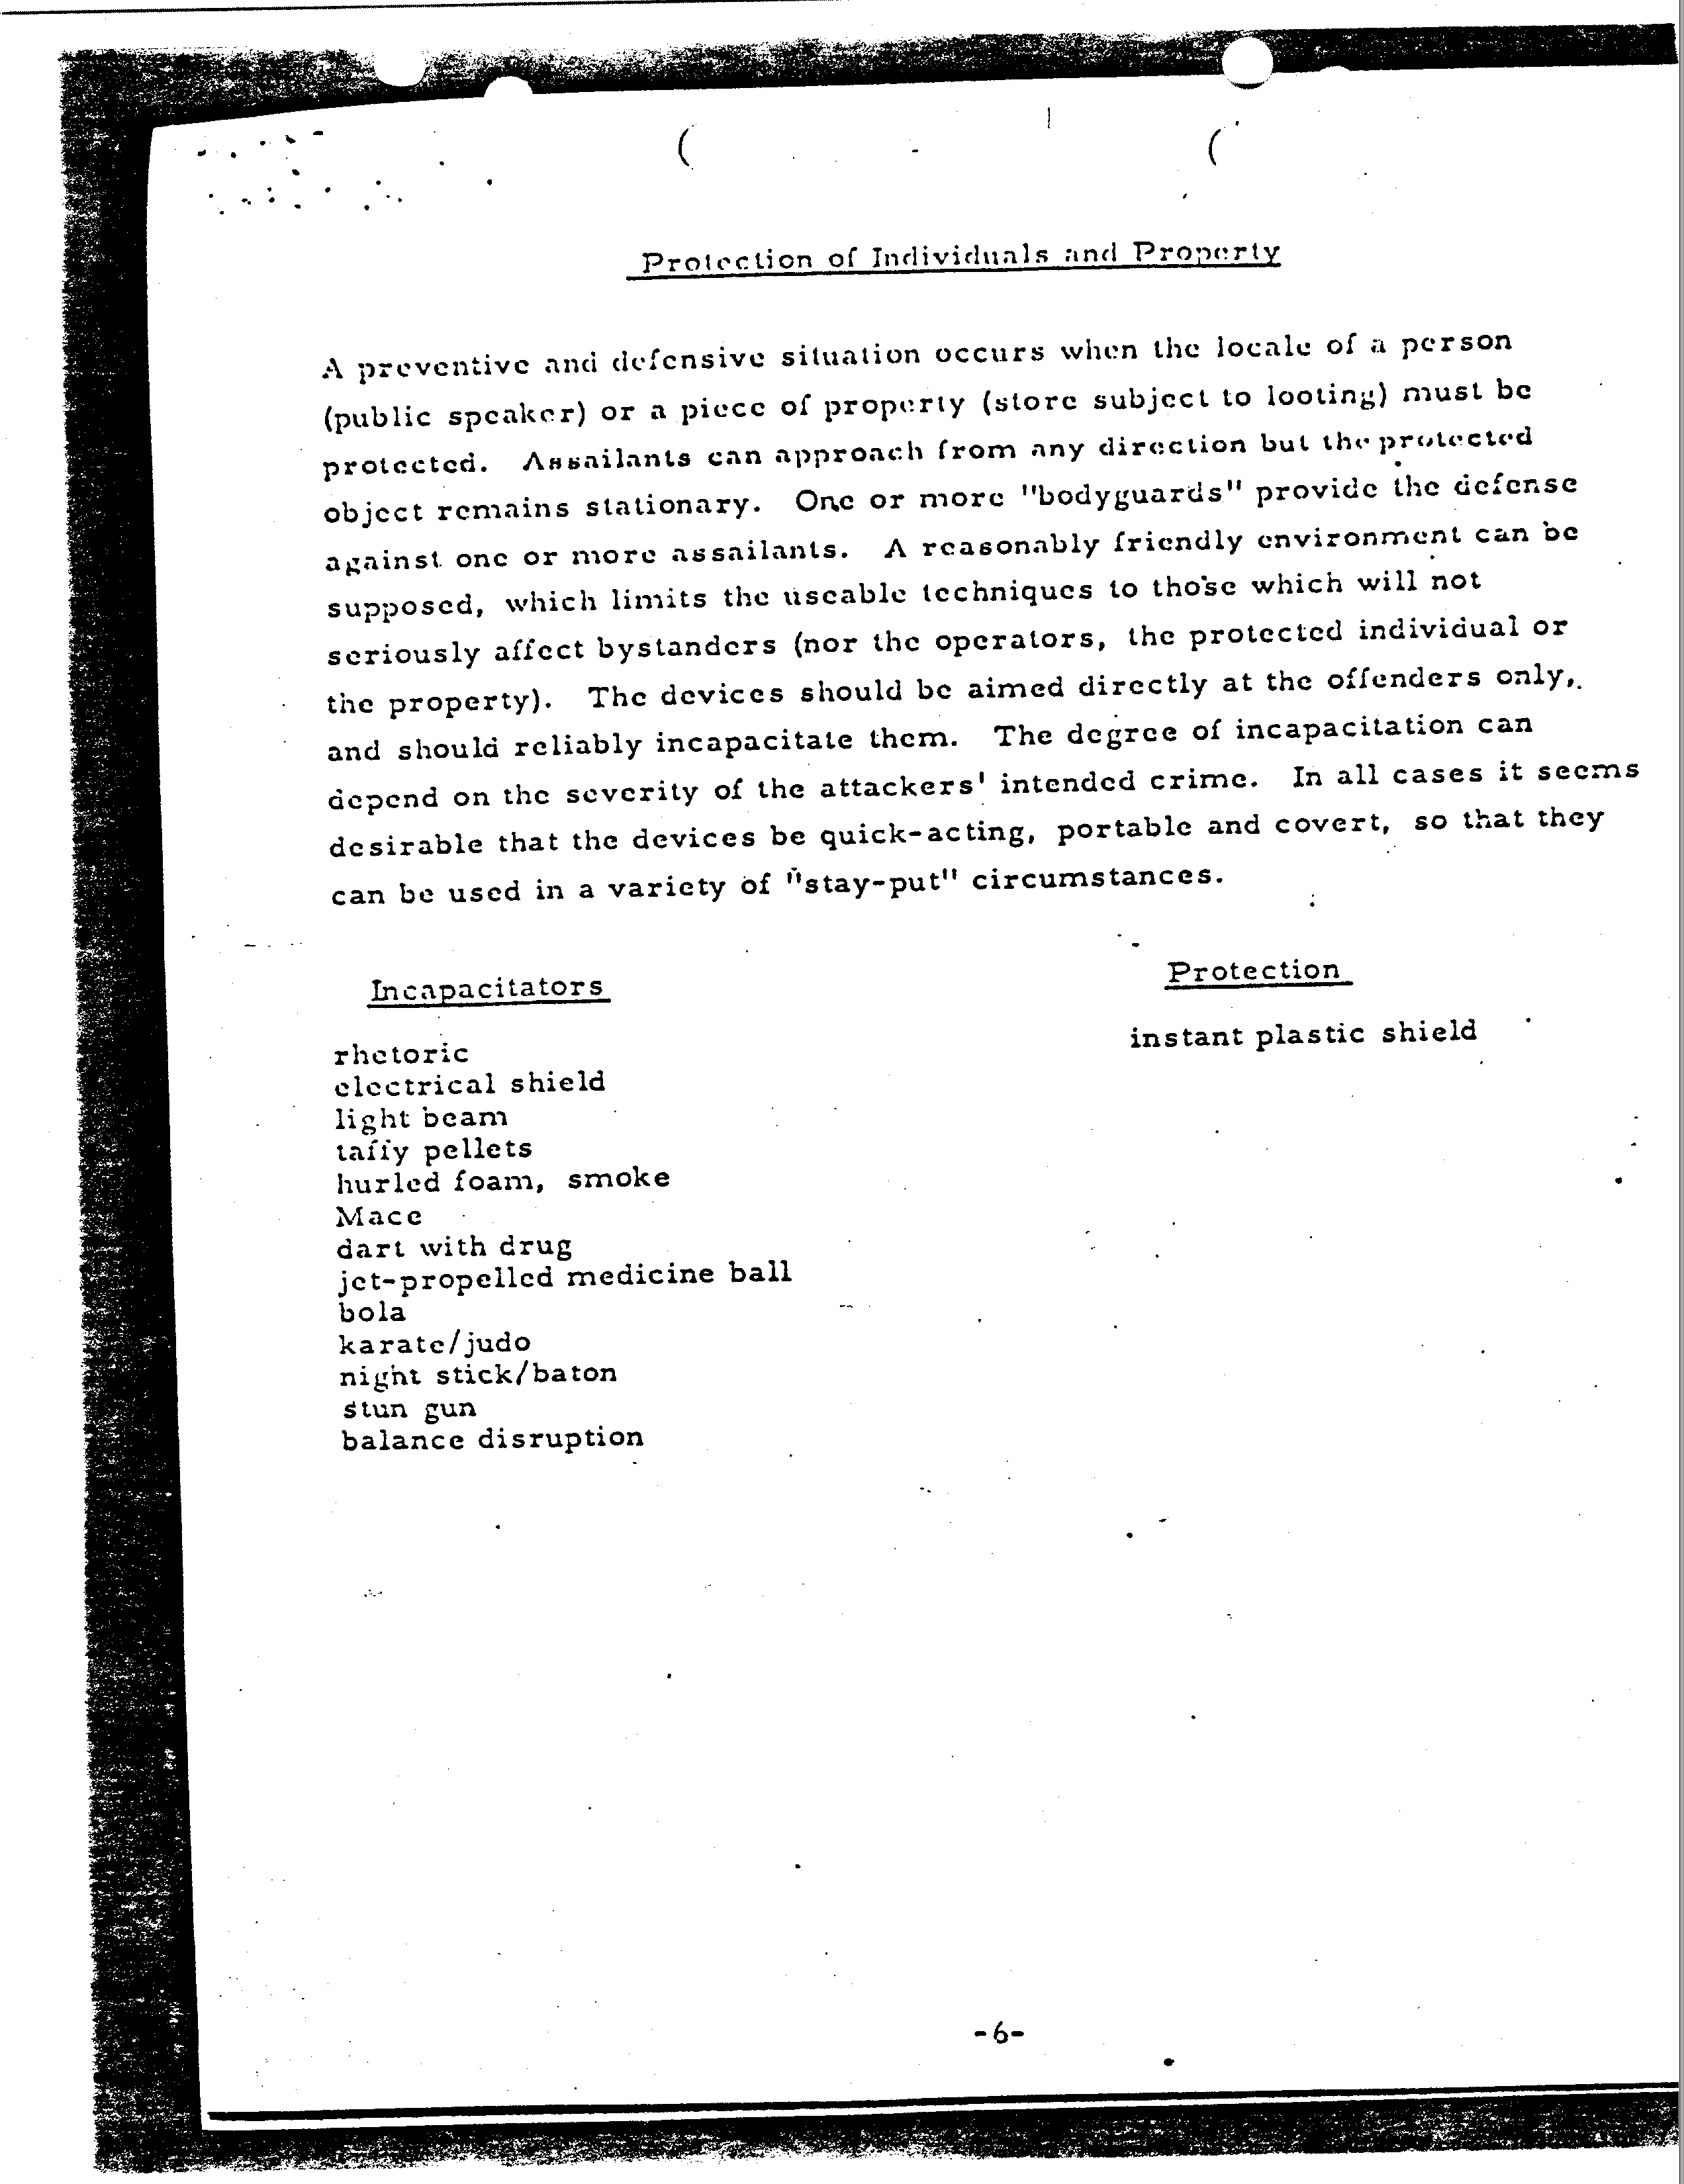 Protection of Individuals and Property
A preventive and defensive situation occurs when the locale of a person
(public speaker) or a piece of property (store subject to looting) must be
protected. Assailants can approach from any direction but the protected
object remains stationary. One or more "bodyguards" provide the defense
against one or more assailants. A reasonably friendly environment can be
supposed, which limits the useable techniques to those which will not
seriously affect bystanders (nor the operators, the protected individual or
the property). The devices should be aimed directly at the offenders only,
and should reliably incapacitate them. The degree of incapacitation can
depend on the severity of the attackers' intended crime. In all cases it seems
desirable that the devices be quick-acting, portable and covert, so that they
can be used in a variety of "stay-put" circumstances.
Incapacitators
rhetoric
electrical shield
light beam
taffy pellets
hurled foam, smoke
Mace
dart with drug
jet-propelled medicine ball
bola
karate/judo
night stick/baton
stun gun
balance disruption
Protection
instant plastic shield
-6-